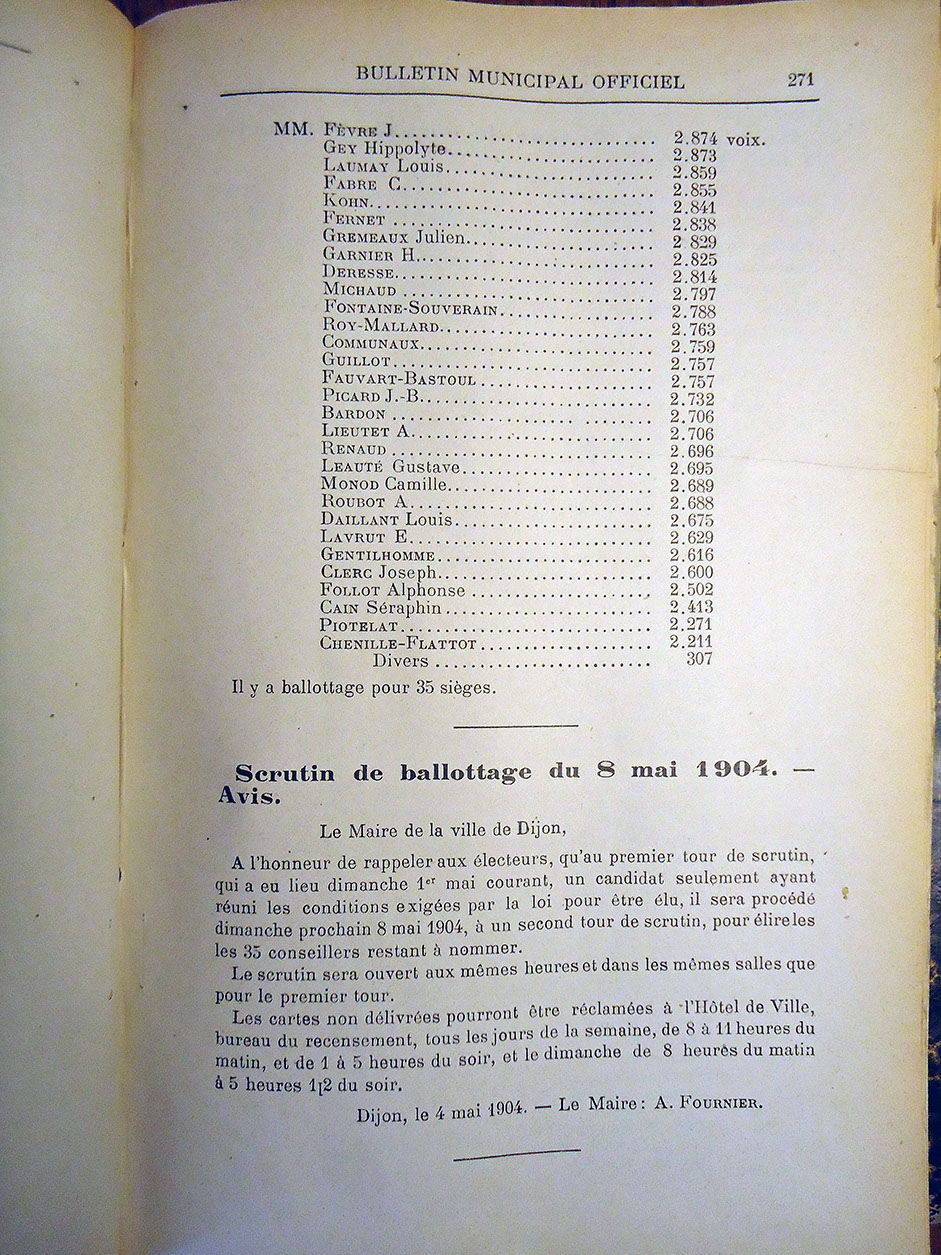 BULLETIN MUNICIPAL OFFICIEL 271
MM. FÈVRE J. 2.874 voix.
GEY Hippolyte. 2.873
LAUMAY Louis. 2.859
FABRE C. 2.855
KOHN. 2.841
FERNET 2.838
GREMEAUX Julien. 2 829
GARNIER H. 2.825
DERESSE. 2.814
MICHAUD 2.797
FONTAINE-SOUVERAIN. 2.788
ROY-MALLARD. 2.763
COMMUNAUX. 2.759
GUILLOT. 2.757
FAUVART-BASTOUL 2.757
PICARD J.-B. 2.732
BARDON 2.706
LIEUTET A. 2.706
RENAUD 2.696
LEAUTÉ Gustave. 2.695
MONOD Camille. 2.689
ROUBOT A. 2.688
DAILLANT Louis. 2.675
LAVRUT E. 2.629
GENTILHOMME. 2.616
CLERC Joseph. 2.600
FOLLOT Alphonse 2.502
CAIN Séraphin 2.413
PIOTELAT. 2.271
CHENILLE-FLATTOT 2.211
Divers 307
Il y a ballottage pour 35 sièges.
Scrutin de ballottage du 8 mai 1904. —
Avis.
Le Maire de la ville de Dijon,
A l'honneur de rappeler aux électeurs, qu'au premier tour de scrutin,
qui a eu lieu dimanche 1er mai courant, un candidat seulement ayant
réuni les conditions exigées par la loi pour être élu, il sera procédé
dimanche prochain 8 mai 1904, à un second tour de scrutin, pour élire les
les 35 conseillers restant à nommer.
Le scrutin sera ouvert aux mêmes heures et dans les mêmes salles que
pour le premier tour.
Les cartes non délivrées pourront être réclamées à l'Hôtel de Ville,
bureau du recensement, tous les jours de la semaine, de 8 à 11 heures du
matin, et de 1 à 5 heures du soir, et le dimanche de 8 heures du matin
à 5 heures 1|2 du soir.
Dijon, le 4 mai 1904. — Le Maire : A. FOURNIER.